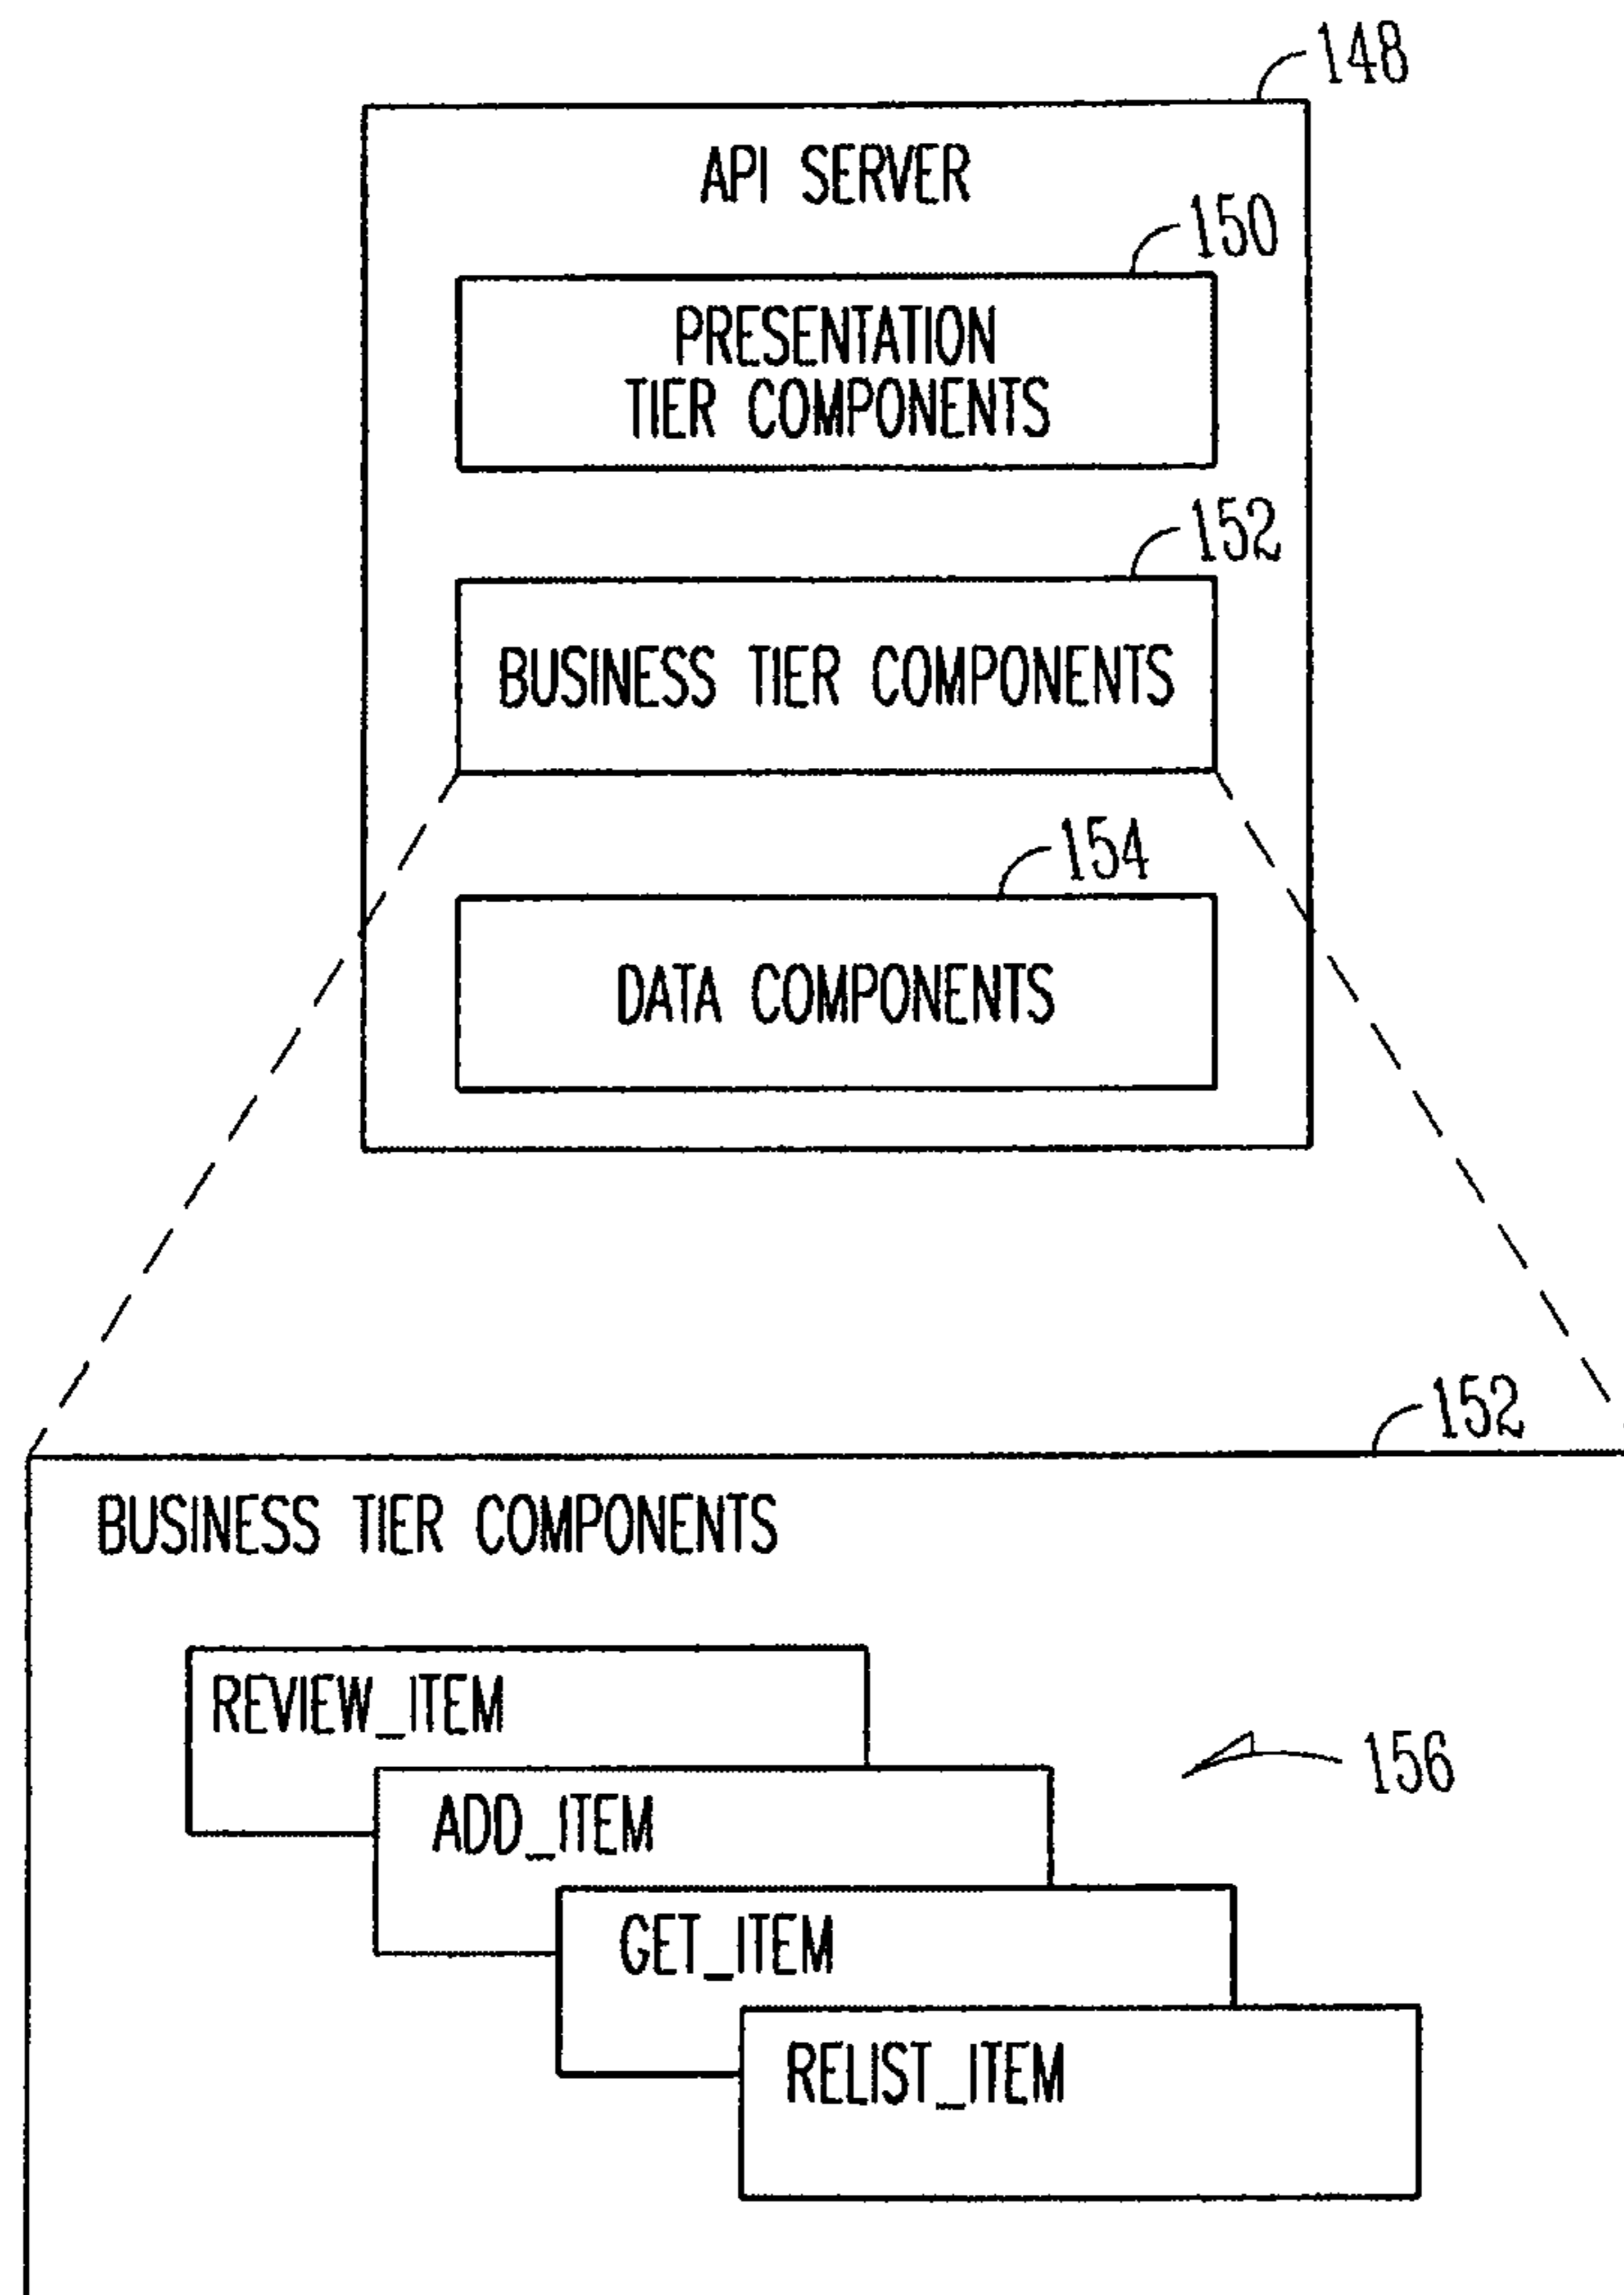 148
API SERVER
150
PRESENTATION
TIER COMPONENTS
152
BUSINESS TIER COMPONENTS
154
DATA COMPONENTS
152
BUSINESS TIER COMPONENTS
REVIEW_ITEM
156
ADD_ITEM
GET_ITEM
RELIST_ITEM